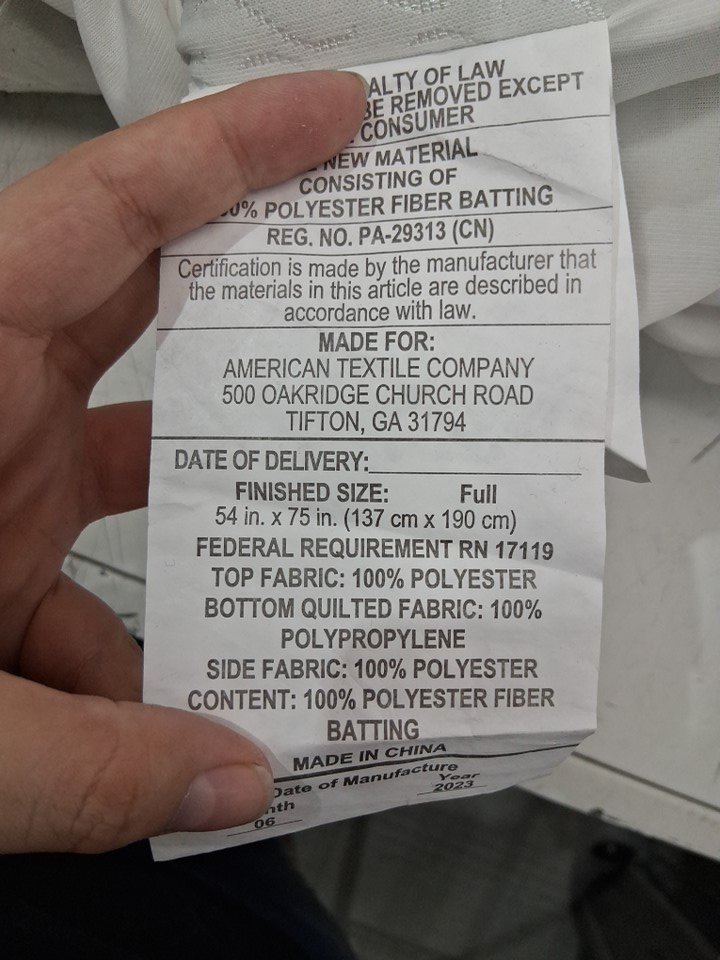 ALTY OF LAW
BE REMOVED EXCEPT
CONSUMER
NEW MATERIAL
CONSISTING OF
0% POLYESTER FIBER BATTING
REG. NO. PA-29313 (CN)
Certification is made by the manufacturer that
the materials in this article are described in
accordance with law.
MADE FOR:
AMERICAN TEXTILE COMPANY
500 OAKRIDGE CHURCH ROAD
TIFTON, GA 31794
DATE OF DELIVERY:
FINISHED SIZE: Full
54 in. x 75 in. (137 cm x 190 cm)
FEDERAL REQUIREMENT RN 17119
TOP FABRIC: 100% POLYESTER
BOTTOM QUILTED FABRIC: 100%
POLYPROPYLENE
SIDE FABRIC: 100% POLYESTER
CONTENT: 100% POLYESTER FIBER
BATTING
MADE IN CHINA
Date of Manufacture
nth Year
06 2023